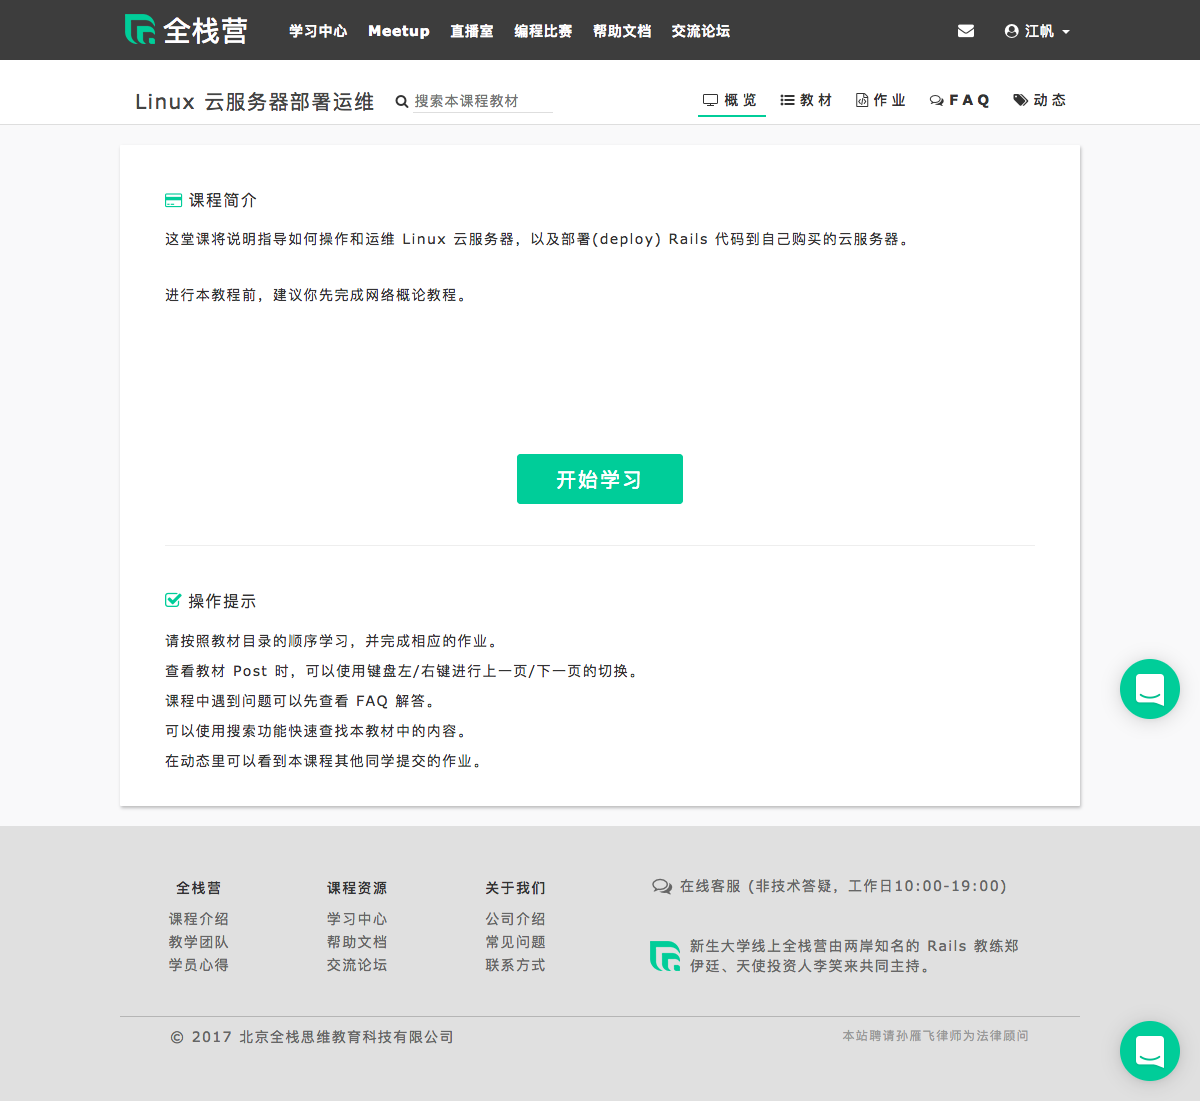 全栈营 学习中心 Meetup 直播室 编程比赛 帮助文档 交流论坛 江帆
Linux 云服务器部署运维 搜索本课程教材 概览 教材 作业 FAQ 动态
课程简介
这堂课将说明指导如何操作和运维 Linux 云服务器，以及部署(deploy) Rails 代码到自己购买的云服务器。
进行本教程前，建议你先完成网络概论教程。
开始学习
操作提示
请按照教材目录的顺序学习，并完成相应的作业。
查看教材 Post 时，可以使用键盘左/右键进行上一页/下一页的切换。
课程中遇到问题可以先查看 FAQ 解答。
可以使用搜索功能快速查找本教材中的内容。
在动态里可以看到本课程其他同学提交的作业。
全栈营
课程介绍
教学团队
学员心得
课程资源
学习中心
帮助文档
交流论坛
关于我们
公司介绍
常见问题
联系方式
在线客服 (非技术答疑，工作日10:00-19:00)
新生大学线上全栈营由两岸知名的 Rails 教练郑
伊廷、天使投资人李笑来共同主持。
© 2017 北京全栈思维教育科技有限公司
本站聘请孙雁飞律师为法律顾问